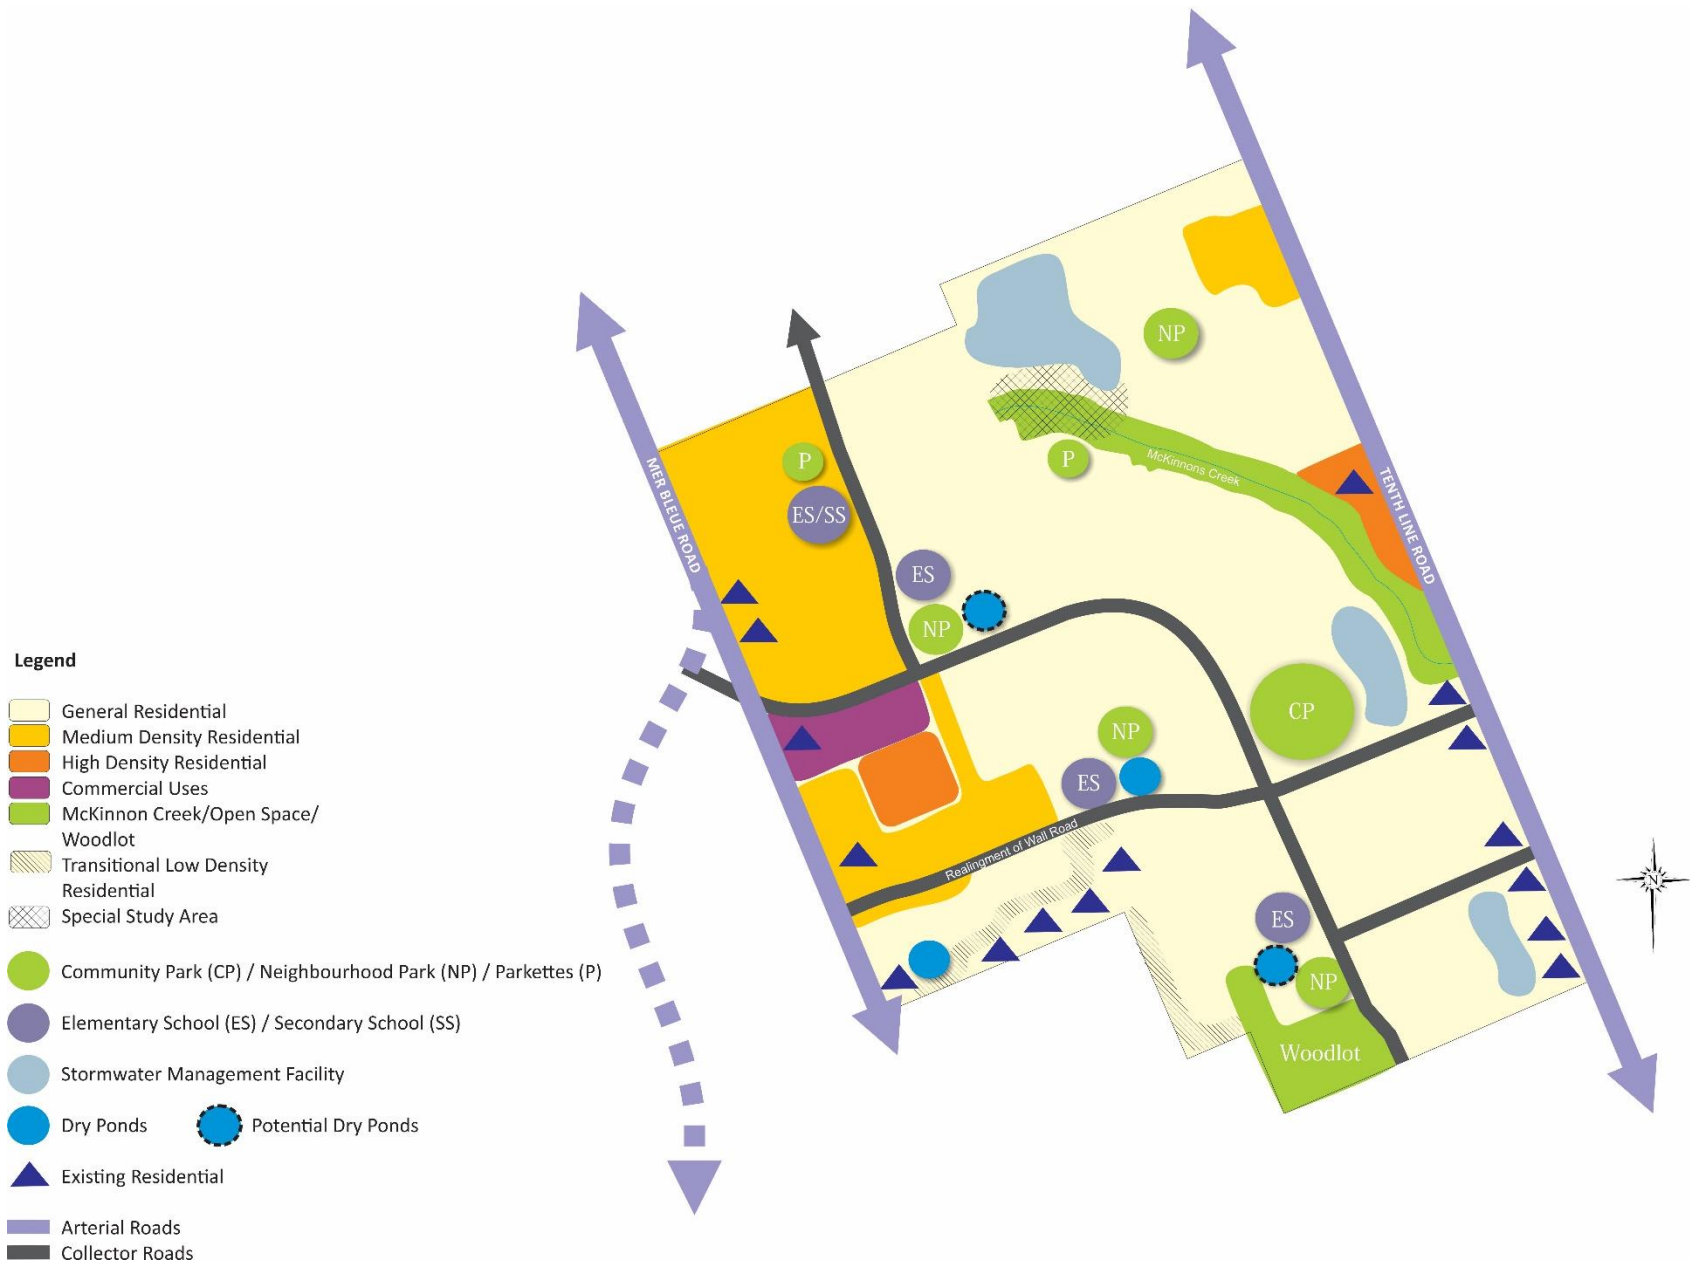 NP
P
McKinnons Creek
P
TENTH LINE ROAD
MER BLEUE ROAD
ES/SS
ES
NP
CP
NP
ES
Realingment of Wall Road
ES
NP
Woodlot
N
Legend
General Residential
Medium Density Residential
High Density Residential
Commercial Uses
McKinnon Creek/Open Space/
Woodlot
Transitional Low Density
Residential
Special Study Area
Community Park (CP) / Neighbourhood Park (NP) / Parkettes (P)
Elementary School (ES) / Secondary School (SS)
Stormwater Management Facility
Dry Ponds
Potential Dry Ponds
Existing Residential
Arterial Roads
Collector Roads